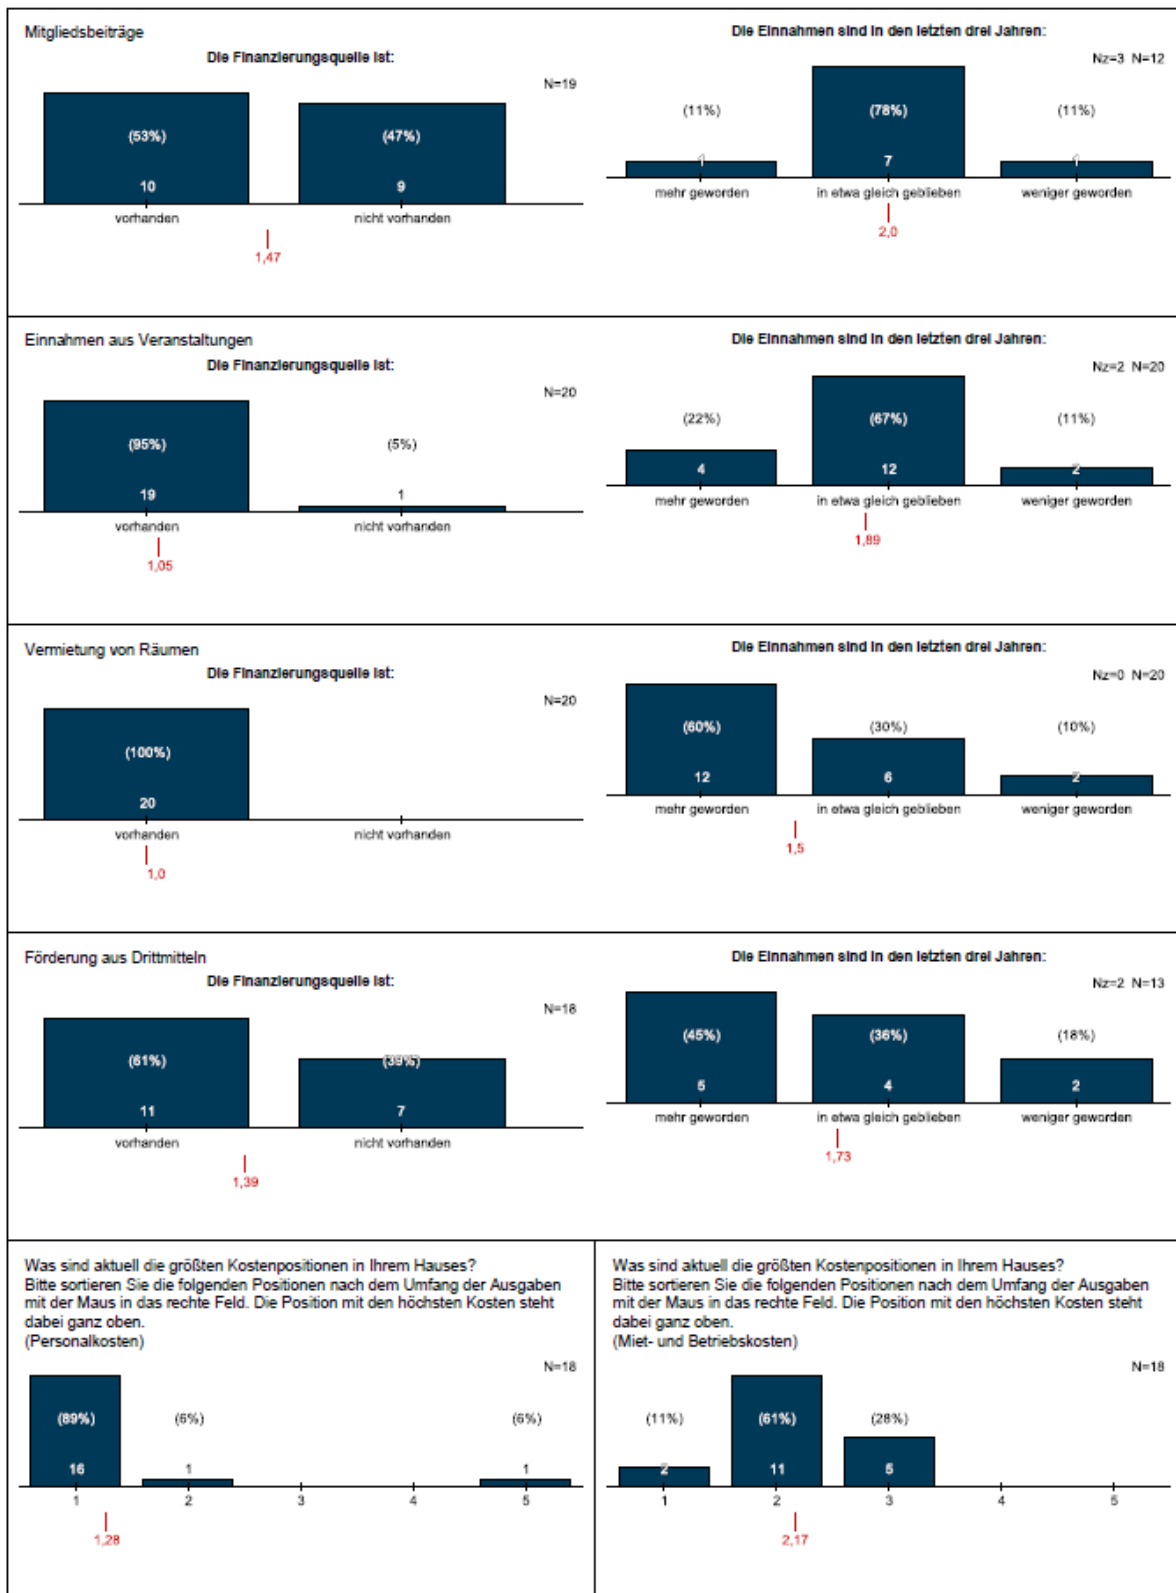 Mitgliedsbeiträge
Die Finanzierungsquelle ist:
N=19
(53%) (47%)
10 9
vorhanden nicht vorhanden
1,47
Die Einnahmen sind in den letzten drei Jahren:
Nz=3 N=12
(11%) (78%) (11%)
1 7 1
mehr geworden in etwa gleich geblieben weniger geworden
2,0
Einnahmen aus Veranstaltungen
Die Finanzierungsquelle ist:
N=20
(95%) (5%)
19 1
vorhanden nicht vorhanden
1,05
Die Einnahmen sind in den letzten drei Jahren:
Nz=2 N=20
(22%) (67%) (11%)
4 12 2
mehr geworden in etwa gleich geblieben weniger geworden
1,89
Vermietung von Räumen
Die Finanzierungsquelle ist:
N=20
(100%)
20
vorhanden nicht vorhanden
1,0
Die Einnahmen sind in den letzten drei Jahren:
Nz=0 N=20
(60%) (30%) (10%)
12 6 2
mehr geworden in etwa gleich geblieben weniger geworden
1,5
Förderung aus Drittmitteln
Die Finanzierungsquelle ist:
N=18
(61%) (39%)
11 7
vorhanden nicht vorhanden
1,39
Die Einnahmen sind in den letzten drei Jahren:
Nz=2 N=13
(45%) (36%) (18%)
5 4 2
mehr geworden in etwa gleich geblieben weniger geworden
1,73
Was sind aktuell die größten Kostenpositionen in Ihrem Hauses?
Bitte sortieren Sie die folgenden Positionen nach dem Umfang der Ausgaben
mit der Maus in das rechte Feld. Die Position mit den höchsten Kosten steht
dabei ganz oben.
(Personalkosten)
N=18
(89%) (6%) (6%)
16 1 1
1 2 3 4 5
1,28
Was sind aktuell die größten Kostenpositionen in Ihrem Hauses?
Bitte sortieren Sie die folgenden Positionen nach dem Umfang der Ausgaben
mit der Maus in das rechte Feld. Die Position mit den höchsten Kosten steht
dabei ganz oben.
(Miet- und Betriebskosten)
N=18
(11%) (61%) (28%)
2 11 5
1 2 3 4 5
2,17